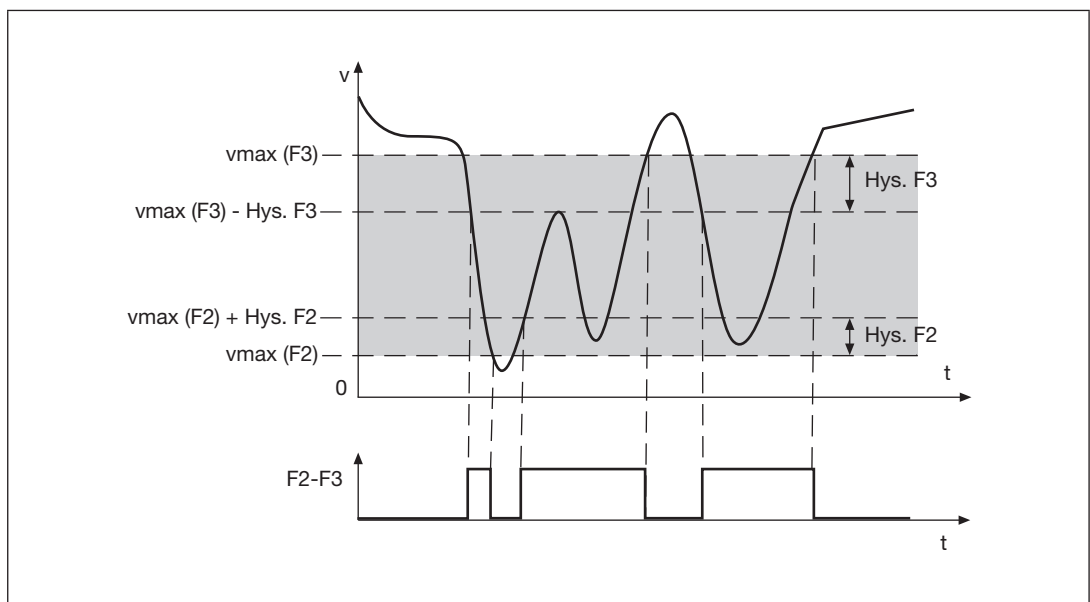 v
vmax (F3)
Hys. F3
vmax (F3) - Hys. F3
vmax (F2) + Hys. F2
Hys. F2
vmax (F2)
t
0
F2-F3
t